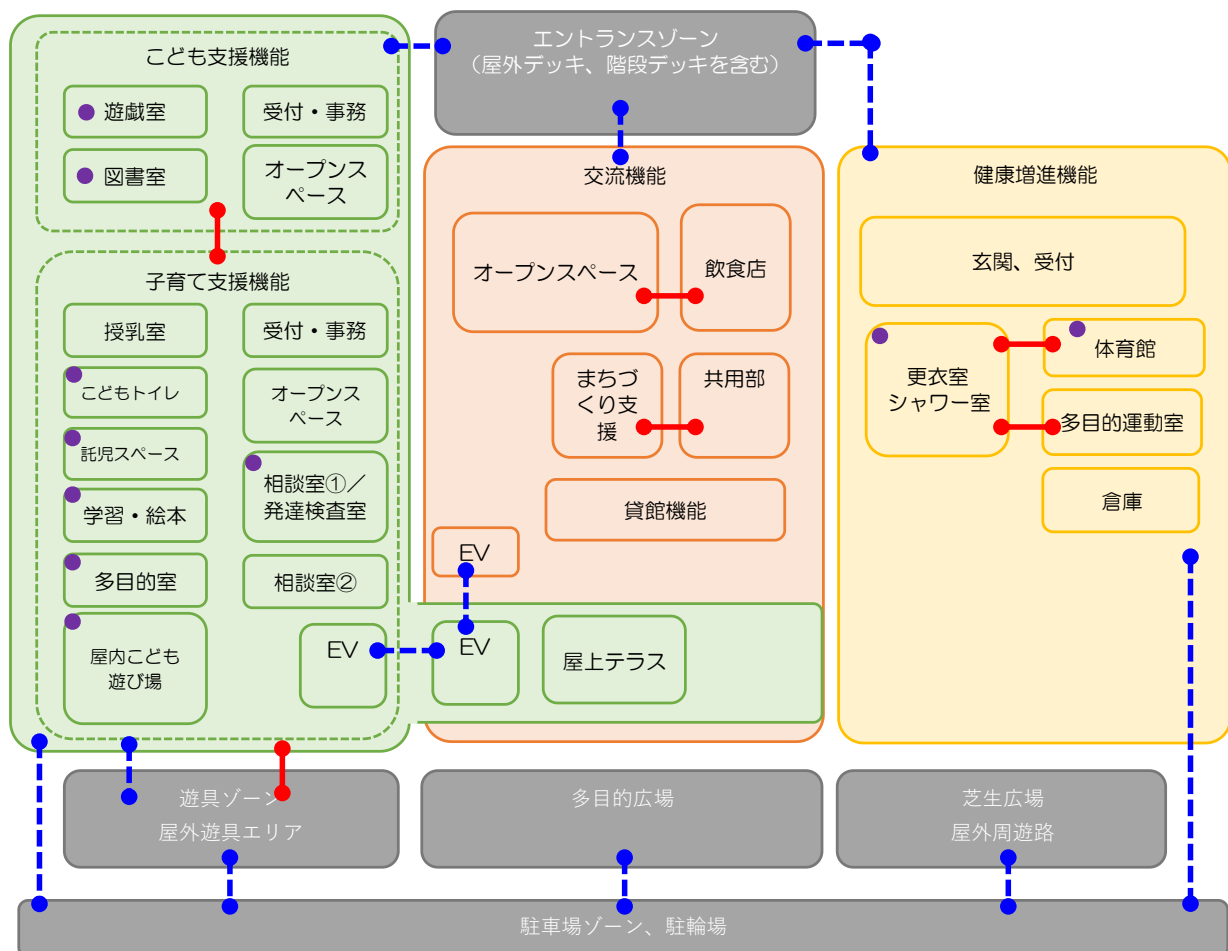 エントランスゾーン
（屋外デッキ、階段デッキを含む）
こども支援機能
遊戯室
受付・事務
図書室
オープンス
ペース
子育て支援機能
授乳室
受付・事務
こどもトイレ
オープンス
ペース
託児スペース
相談室①／
発達検査室
学習・絵本
多目的室
相談室②
屋内こども
遊び場
EV
EV
屋上テラス
交流機能
オープンスペース
飲食店
まちづ
くり支
援
共用部
貸館機能
EV
健康増進機能
玄関、受付
更衣室
シャワー室
体育館
多目的運動室
倉庫
遊具ゾーン
屋外遊具エリア
多目的広場
芝生広場
屋外周遊路
駐車場ゾーン、駐輪場